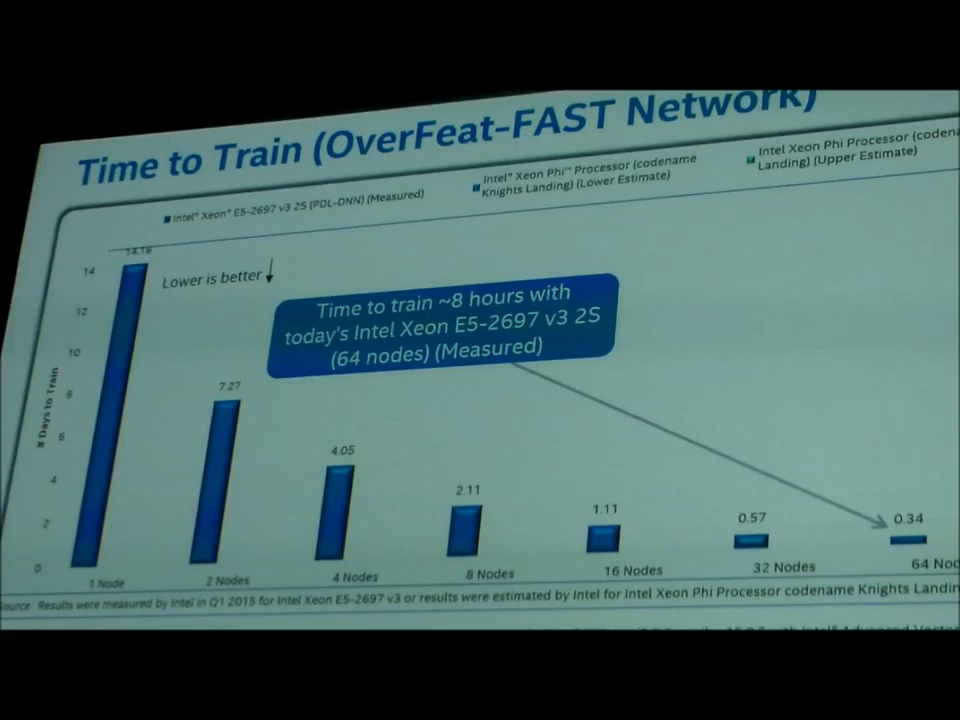 Time to Train (OverFeat-FAST Network)
Intel® Xeon® E5-2697 v3 2S (PDL-DNN) (Measured)
Intel® Xeon Phi™ Processor (codename
Knights Landing) (Lower Estimate)
Intel Xeon Phi Processor (codena
Landing) (Upper Estimate)
14.18
14
Lower is better
12
Time to train ~8 hours with
today's Intel Xeon E5-2697 v3 2S
(64 nodes) (Measured)
10
8
6
4
2
0
# Days to Train
7.27
4.05
2.11
1.11
0.57
0.34
1 Node
2 Nodes
4 Nodes
8 Nodes
16 Nodes
32 Nodes
64 Nod
Source: Results were measured by Intel in Q1 2015 for Intel Xeon E5-2697 v3 or results were estimated by Intel for Intel Xeon Phi Processor codename Knights Landin